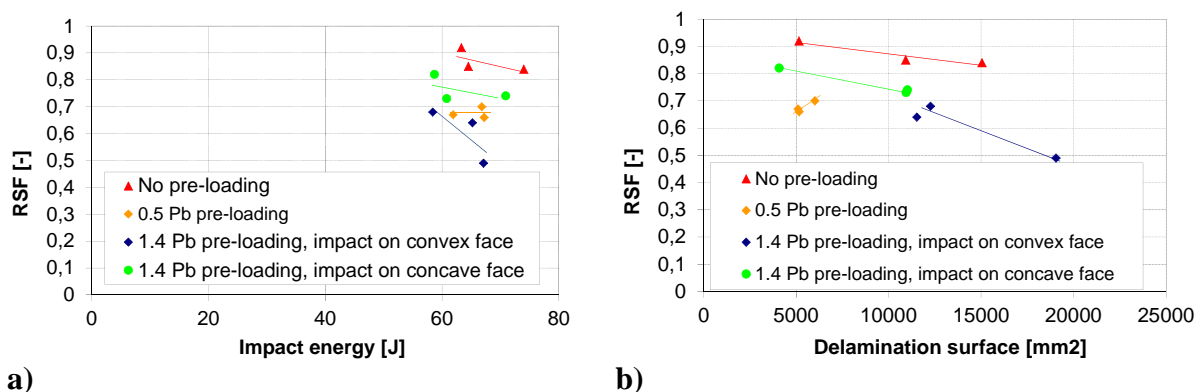 1
0,9
0,8
0,7
0,6
0,5
0,4
0,3
0,2
0,1
0
RSF [-]
No pre-loading
0.5 Pb pre-loading
1.4 Pb pre-loading, impact on convex face
1.4 Pb pre-loading, impact on concave face
0 20 40 60 80
Impact energy [J]
a)
1
0,9
0,8
0,7
0,6
0,5
0,4
0,3
0,2
0,1
0
RSF [-]
No pre-loading
0.5 Pb pre-loading
1.4 Pb pre-loading, impact on convex face
1.4 Pb pre-loading, impact on concave face
0 5000 10000 15000 20000 25000
Delamination surface [mm2]
b)